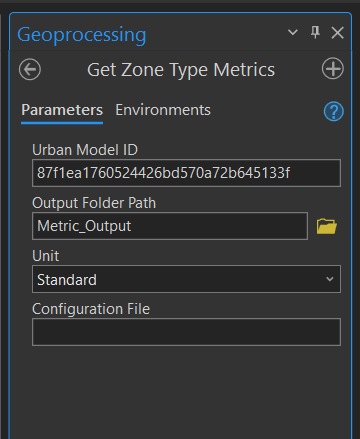 Geoprocessing
Get Zone Type Metrics
Parameters Environments
Urban Model ID
87f1ea1760524426bd570a72b645133f
Output Folder Path
Metric_Output
Unit
Standard
Configuration File